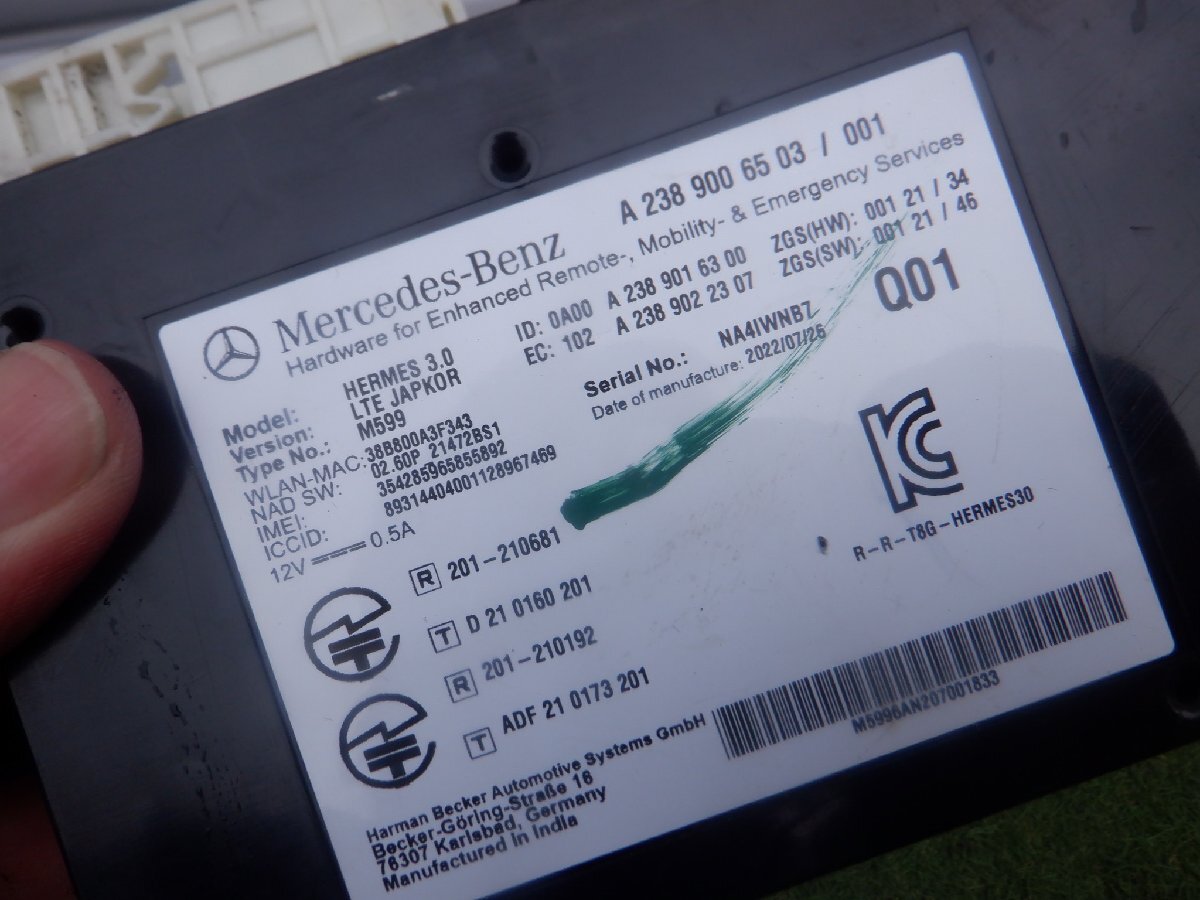 A 238 900 65 03 / 001
Mercedes-Benz
Hardware for Enhanced Remote-, Mobility- & Emergency Services
ID: 0A00 A 238 901 63 00 ZGS(HW): 001 21 / 34
EC: 102 A 238 902 23 07 ZGS(SW): 001 21 / 46
Q01
Model: HERMES 3.0
Version: LTE JAPKOR
Type No.: M599
WLAN-MAC: 38B800A3F343
NAD SW: 02.60P 21472BS1
IMEI: 354285965855892
ICCID: 89314404001128967469
12V 0.5A
Serial No.: NA4IWNB7
Date of manufacture: 2022/07/26
KC
R-R-T8G-HERMES30
R 201-210681
T D 21 0160 201
R 201-210192
T ADF 21 0173 201
Harman Becker Automotive Systems GmbH
Becker-Göring-Straße 16
76307 Karlsbad, Germany
Manufactured in India
M5996AN207001833